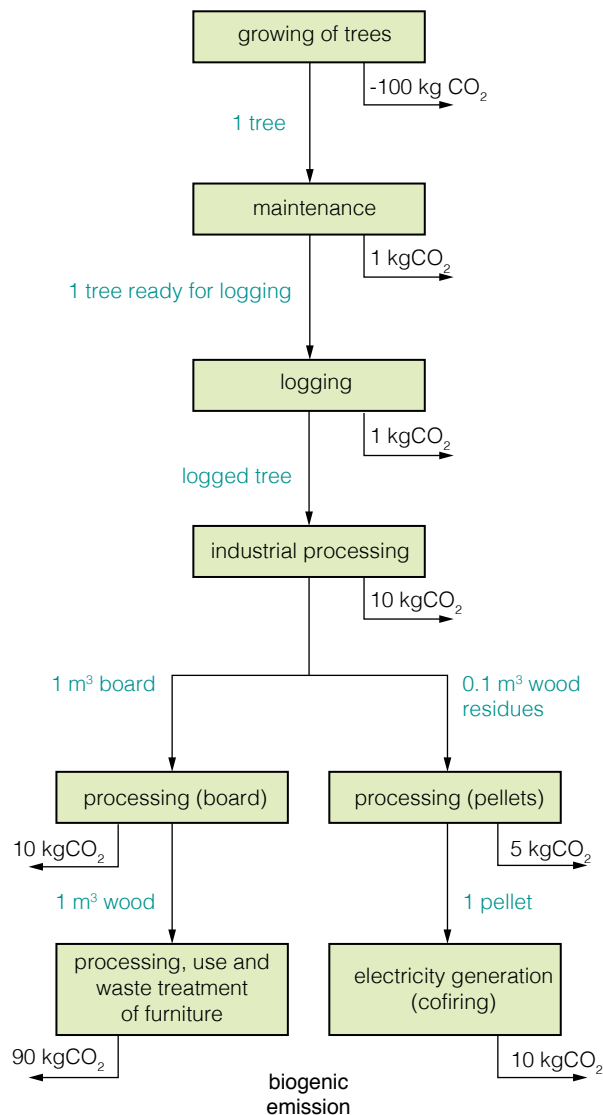 growing of trees
-100 kg CO₂
1 tree
maintenance
1 kgCO₂
1 tree ready for logging
logging
1 kgCO₂
logged tree
industrial processing
10 kgCO₂
1 m³ board
0.1 m³ wood
residues
processing (board)
processing (pellets)
10 kgCO₂
5 kgCO₂
1 m³ wood
1 pellet
processing, use and
waste treatment
of furniture
electricity generation
(cofiring)
90 kgCO₂
10 kgCO₂
biogenic
emission